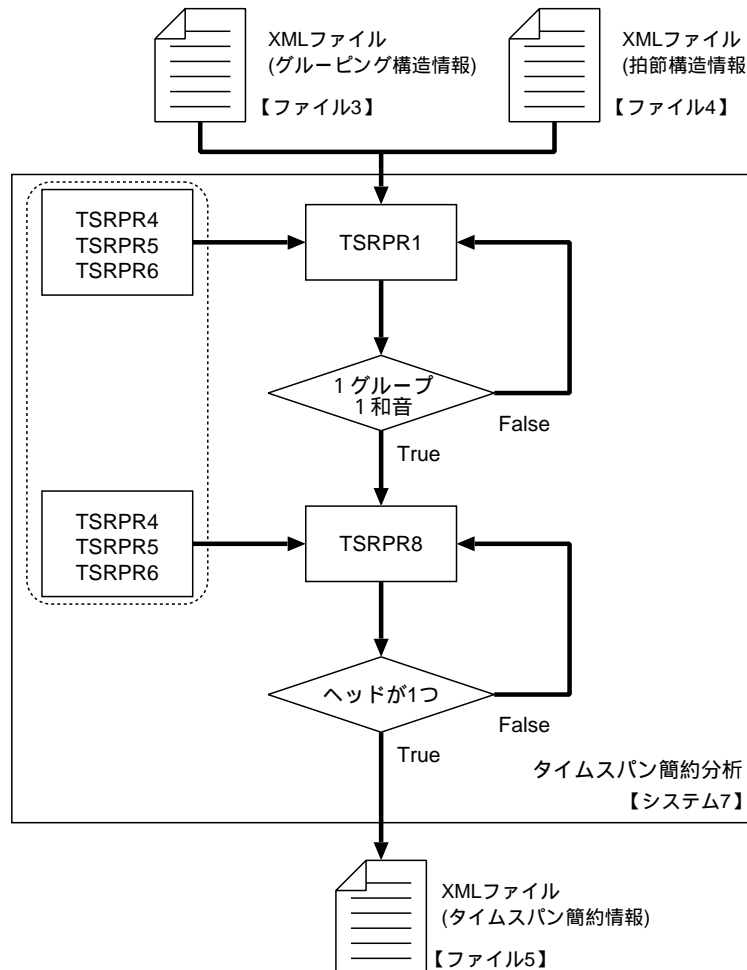 XMLファイル
(グルーピング構造情報)
【ファイル3】
XMLファイル
(拍節構造情報
【ファイル4】
TSRPR4
TSRPR5
TSRPR6
TSRPR1
1グループ
1和音
False
True
TSRPR4
TSRPR5
TSRPR6
TSRPR8
ヘッドが1つ
False
True
タイムスパン簡約分析
【システム7】
XMLファイル
(タイムスパン簡約情報)
【ファイル5】